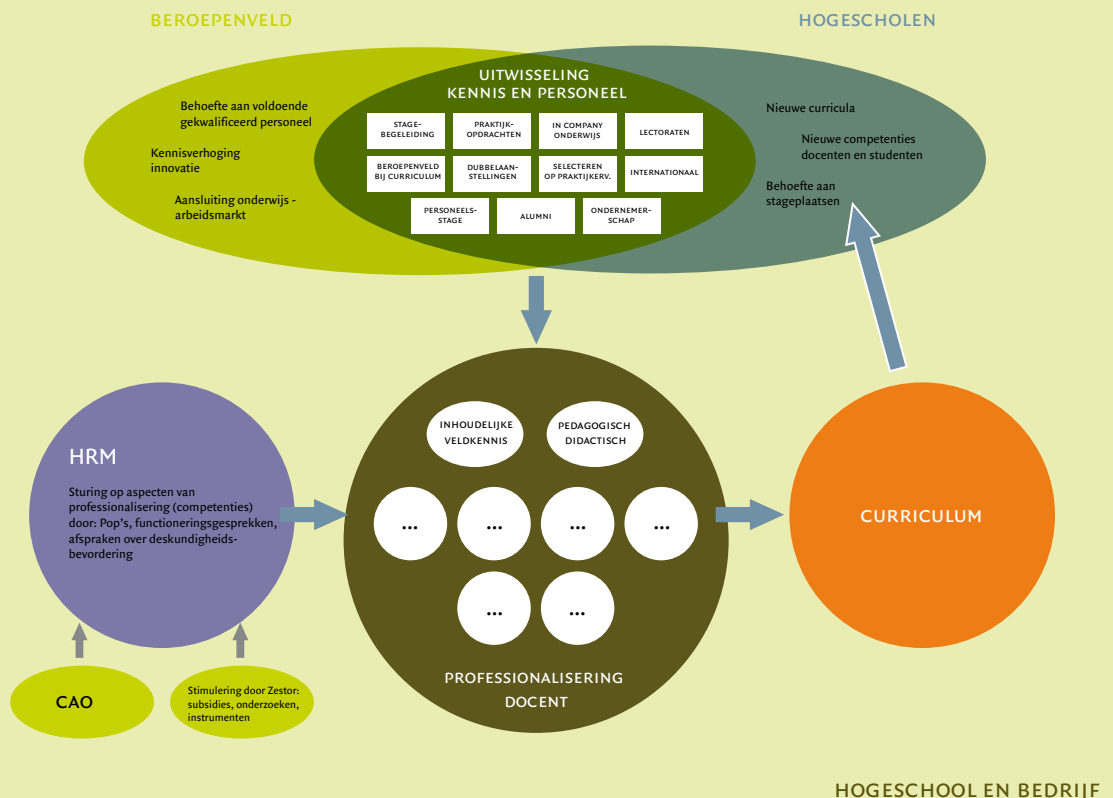 BEROEPENVELD
HOGESCHOLEN
UITWISSELING
KENNIS EN PERSONEEL
Behoefte aan voldoende
gekwalificeerd personeel
Kennisverhoging
innovatie
Aansluiting onderwijs -
arbeidsmarkt
STAGE-
BEGELEIDING
PRAKTIJK-
OPDRACHTEN
IN COMPANY
ONDERWIJS
LECTORATEN
BEROEPENVELD
BIJ CURRICULUM
DUBBELAAN-
STELLINGEN
SELECTEREN
OP PRAKTIJKERV.
INTERNATIONAAL
PERSONEELS-
STAGE
ALUMNI
ONDERNEMER-
SCHAP
Nieuwe curricula
Nieuwe competenties
docenten en studenten
Behoefte aan
stageplaatsen
HRM
Sturing op aspecten van
professionalisering (competenties)
door: Pop's, functioneringsgesprekken,
afspraken over deskundigheids-
bevordering
INHOUDELIJKE
VELDKENNIS
PEDAGOGISCH
DIDACTISCH
...
...
...
...
...
...
PROFESSIONALISERING
DOCENT
CURRICULUM
CAO
Stimulering door Zestor:
subsidies, onderzoeken,
instrumenten
HOGESCHOOL EN BEDRIJF